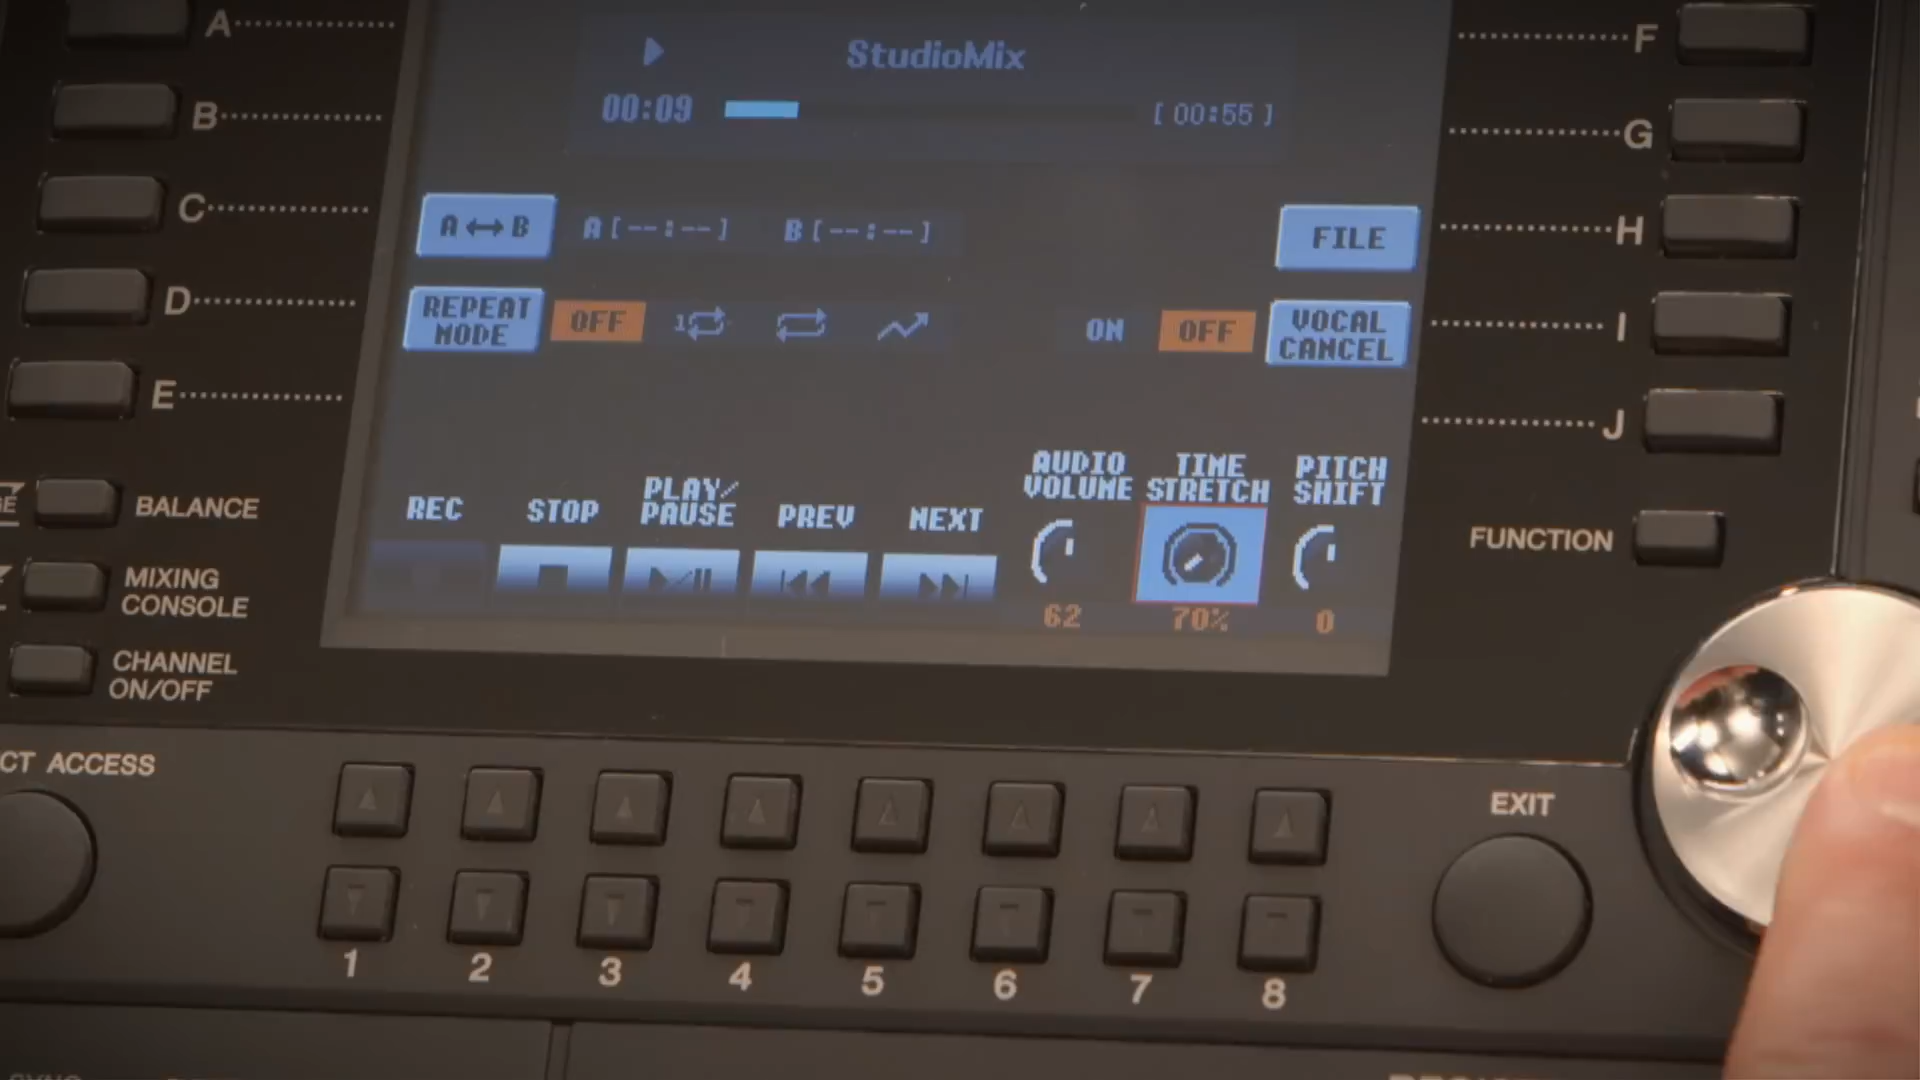 A
StudioMix
F
00:09
[ 00:55 ]
B
G
C
A ↔ B
A [--:--]
B [--:--]
FILE
H
D
REPEAT
MODE
OFF
1
ON
OFF
VOCAL
CANCEL
I
E
J
REC
STOP
PLAY/
PAUSE
PREV
NEXT
AUDIO
VOLUME
TIME
STRETCH
PITCH
SHIFT
62
70%
0
BALANCE
MIXING
CONSOLE
CHANNEL
ON/OFF
FUNCTION
CT ACCESS
EXIT
1
2
3
4
5
6
7
8